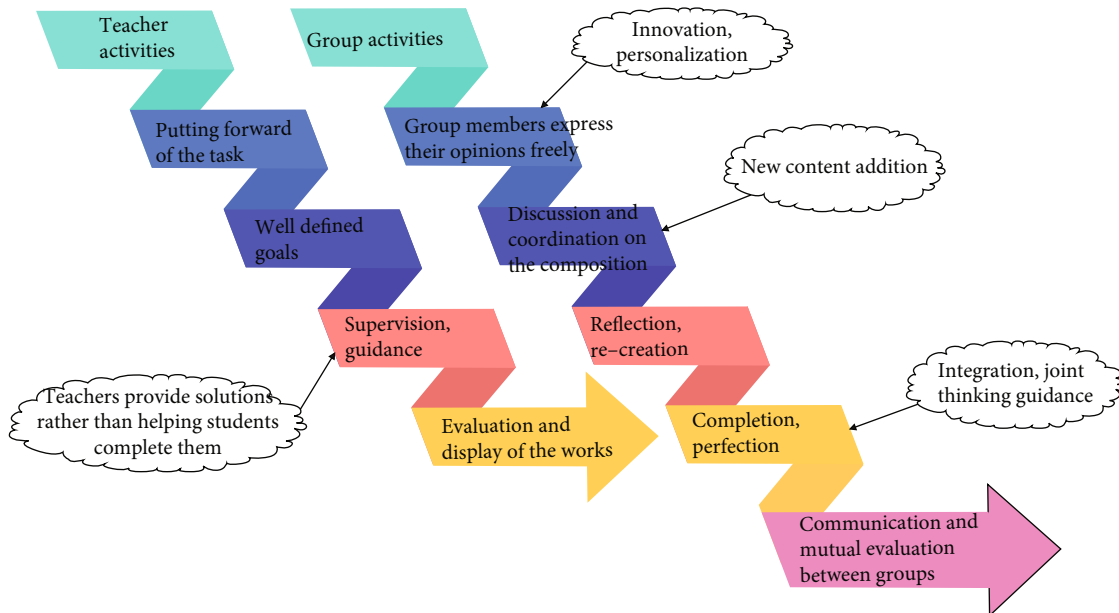 Teacher
activities
Group activities
Innovation,
personalization
Putting forward
of the task
Group members express
their opinions freely
New content addition
Well defined
goals
Discussion and
coordination on
the composition
Supervision,
guidance
Reflection,
re–creation
Teachers provide solutions
rather than helping students
complete them
Integration, joint
thinking guidance
Evaluation and
display of the works
Completion,
perfection
Communication and
mutual evaluation
between groups